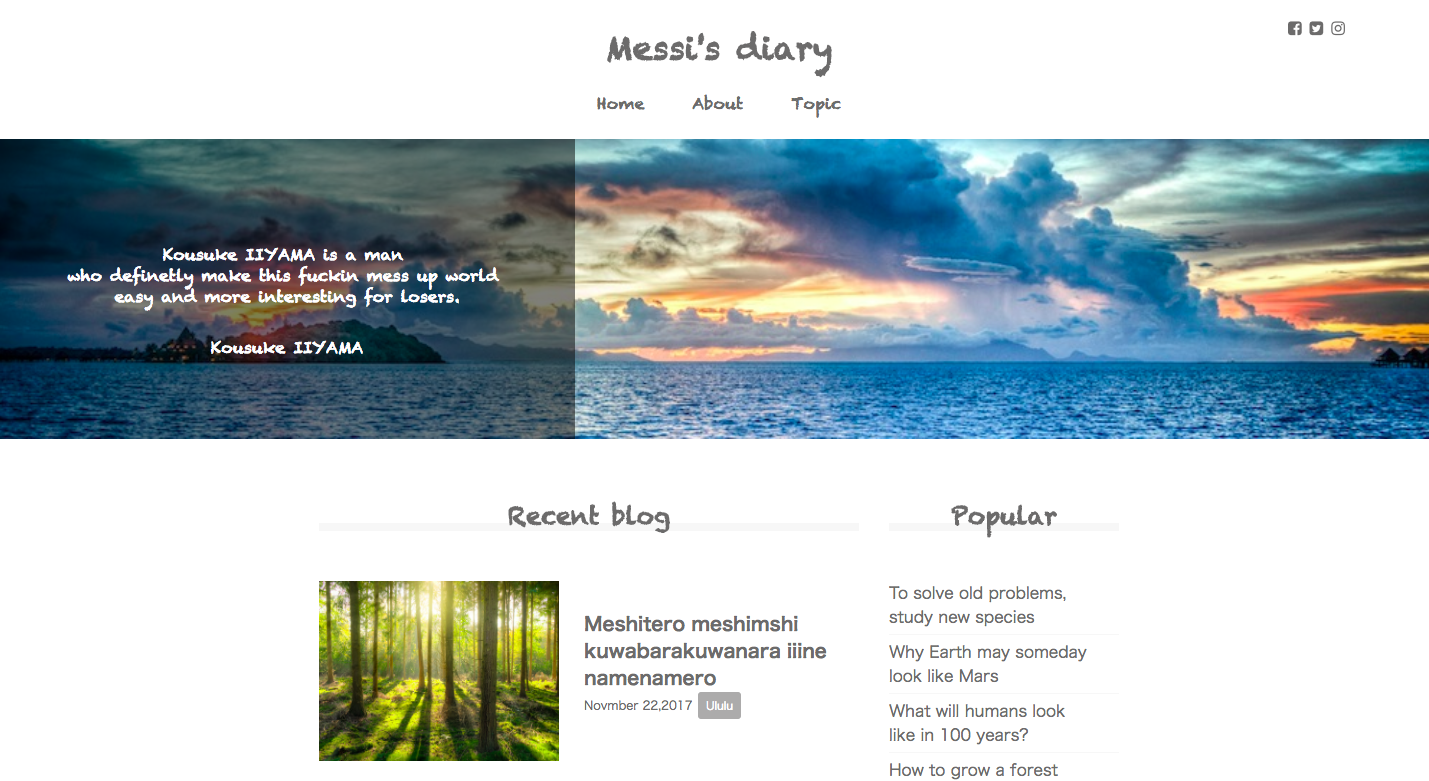 Messi's diary
Home About Topic
Kousuke IIYAMA is a man
who definetly make this fuckin mess up world
easy and more interesting for losers.
Kousuke IIYAMA
Recent blog
Meshitero meshimshi
kuwabarakuwanara iiine
namenamero
Novmber 22,2017 Ululu
Popular
To solve old problems,
study new species
Why Earth may someday
look like Mars
What will humans look
like in 100 years?
How to grow a forest